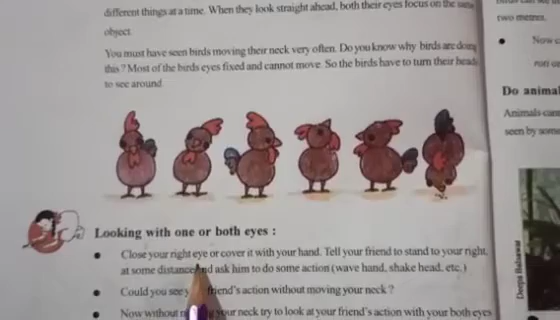 different things at a time. When they look straight ahead, both their eyes focus on the same
object.
You must have seen birds moving their neck very often. Do you know why birds are doing
this ? Most of the birds eyes fixed and cannot move. So the birds have to turn their heads
to see around.
Looking with one or both eyes :
Close your right eye or cover it with your hand. Tell your friend to stand to your right,
at some distance and ask him to do some action (wave hand, shake head, etc.)
Could you see friend's action without moving your neck ?
Now without your neck try to look at your friend's action with both eyes
two metres.
Now c
Do animal
Animals can
seen by some
Deepa Balsavar